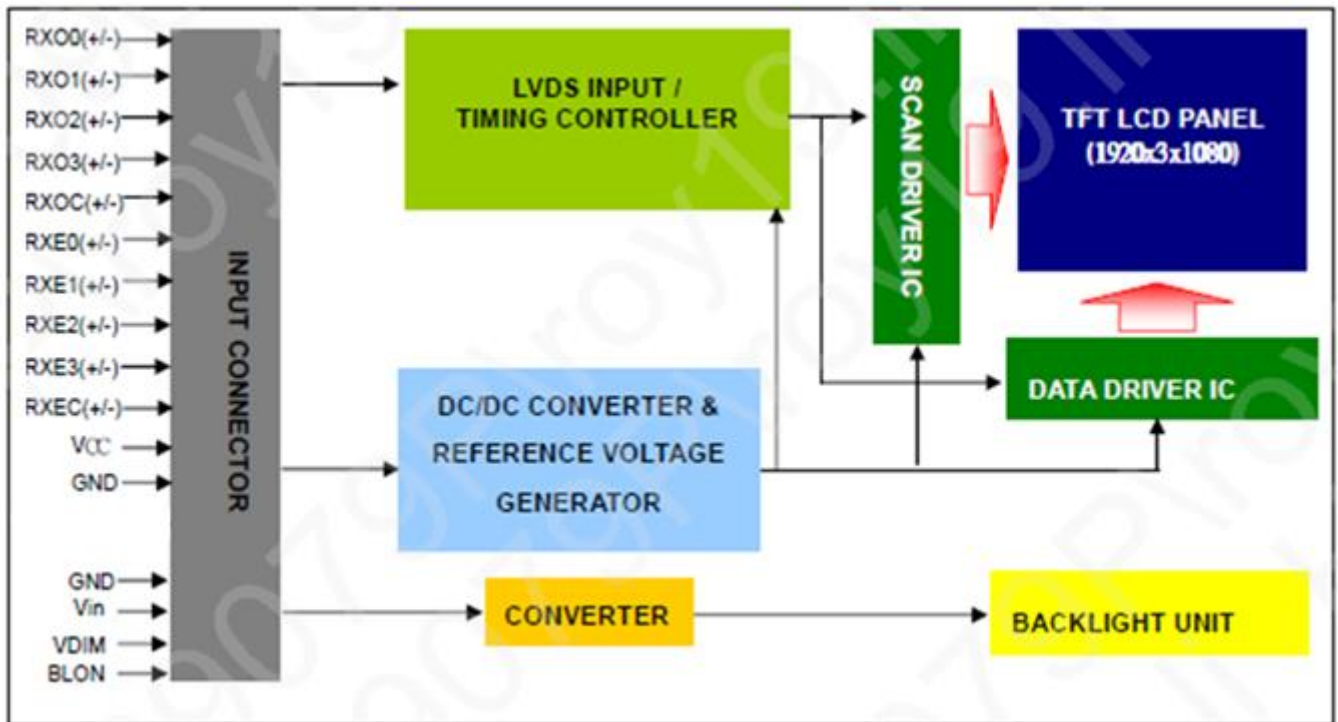 RXO0(+/-)
RXO1(+/-)
RXO2(+/-)
RXO3(+/-)
RXOC(+/-)
RXE0(+/-)
RXE1(+/-)
RXE2(+/-)
RXE3(+/-)
RXEC(+/-)
VCC
GND
GND
Vin
VDIM
BLON
INPUT CONNECTOR
LVDS INPUT /
TIMING CONTROLLER
DC/DC CONVERTER &
REFERENCE VOLTAGE
GENERATOR
CONVERTER
SCAN DRIVER IC
TFT LCD PANEL
(1920x3x1080)
DATA DRIVER IC
BACKLIGHT UNIT